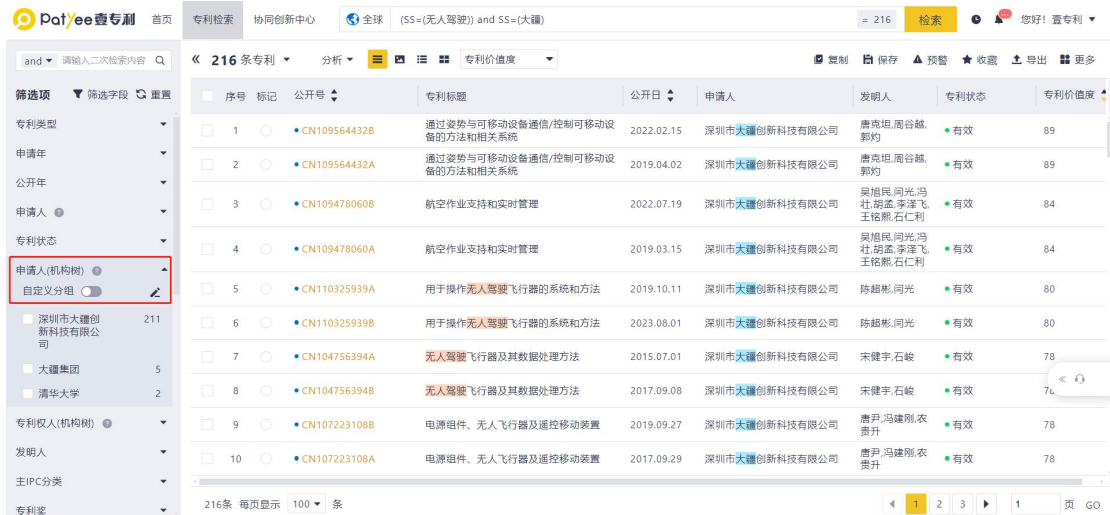 Patyee壹专利 首页 专利检索 协同创新中心 全球 (SS=(无人驾驶)) and SS=(大疆) = 216 检索 您好！壹专利
and 请输入二次检索内容 216 条专利 分析 专利价值度 复制 保存 预警 收藏 导出 更多
筛选项 筛选字段 重置
专利类型
申请年
公开年
申请人
专利状态
申请人(机构树)
自定义分组
深圳市大疆创新科技有限公司 211
大疆集团 5
清华大学 2
专利权人(机构树)
发明人
主IPC分类
专利奖
序号 标记 公开号 专利标题 公开日 申请人 发明人 专利状态 专利价值度
1 CN109564432B 通过姿势与可移动设备通信/控制可移动设备的方法和相关系统 2022.02.15 深圳市大疆创新科技有限公司 唐克坦,周谷越,郭灼 有效 89
2 CN109564432A 通过姿势与可移动设备通信/控制可移动设备的方法和相关系统 2019.04.02 深圳市大疆创新科技有限公司 唐克坦,周谷越,郭灼 有效 89
3 CN109478060B 航空作业支持和实时管理 2022.07.19 深圳市大疆创新科技有限公司 吴旭民,闫光,冯壮,胡孟,李泽飞,王铭熙,石仁利 有效 84
4 CN109478060A 航空作业支持和实时管理 2019.03.15 深圳市大疆创新科技有限公司 吴旭民,闫光,冯壮,胡孟,李泽飞,王铭熙,石仁利 有效 84
5 CN110325939A 用于操作无人驾驶飞行器的系统和方法 2019.10.11 深圳市大疆创新科技有限公司 陈超彬,闫光 有效 80
6 CN110325939B 用于操作无人驾驶飞行器的系统和方法 2023.08.01 深圳市大疆创新科技有限公司 陈超彬,闫光 有效 80
7 CN104756394A 无人驾驶飞行器及其数据处理方法 2015.07.01 深圳市大疆创新科技有限公司 宋健宇,石峻 有效 78
8 CN104756394B 无人驾驶飞行器及其数据处理方法 2017.09.08 深圳市大疆创新科技有限公司 宋健宇,石峻 有效 78
9 CN107223108B 电源组件、无人飞行器及遥控移动装置 2019.09.27 深圳市大疆创新科技有限公司 唐尹,冯建刚,农贵升 有效 78
10 CN107223108A 电源组件、无人飞行器及遥控移动装置 2017.09.29 深圳市大疆创新科技有限公司 唐尹,冯建刚,农贵升 有效 78
216条 每页显示 100 条 1 2 3 1 页 GO